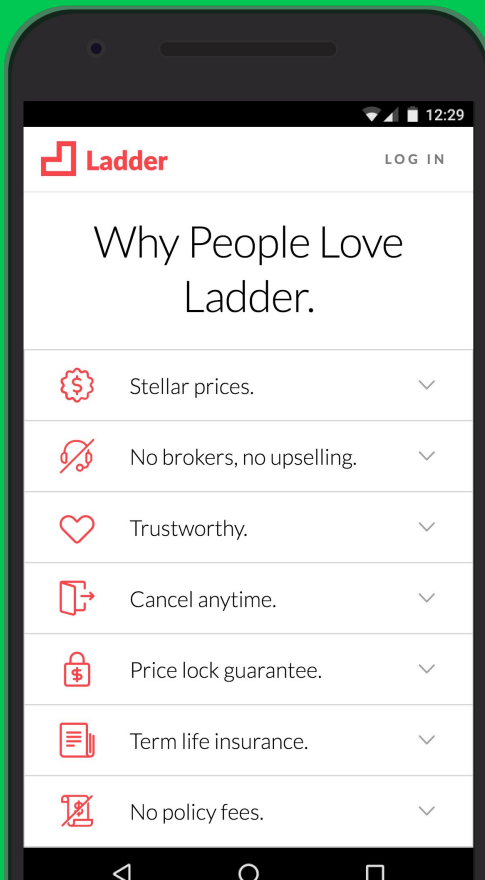 12:29
Ladder LOG IN
Why People Love
Ladder.
Stellar prices.
No brokers, no upselling.
Trustworthy.
Cancel anytime.
Price lock guarantee.
Term life insurance.
No policy fees.